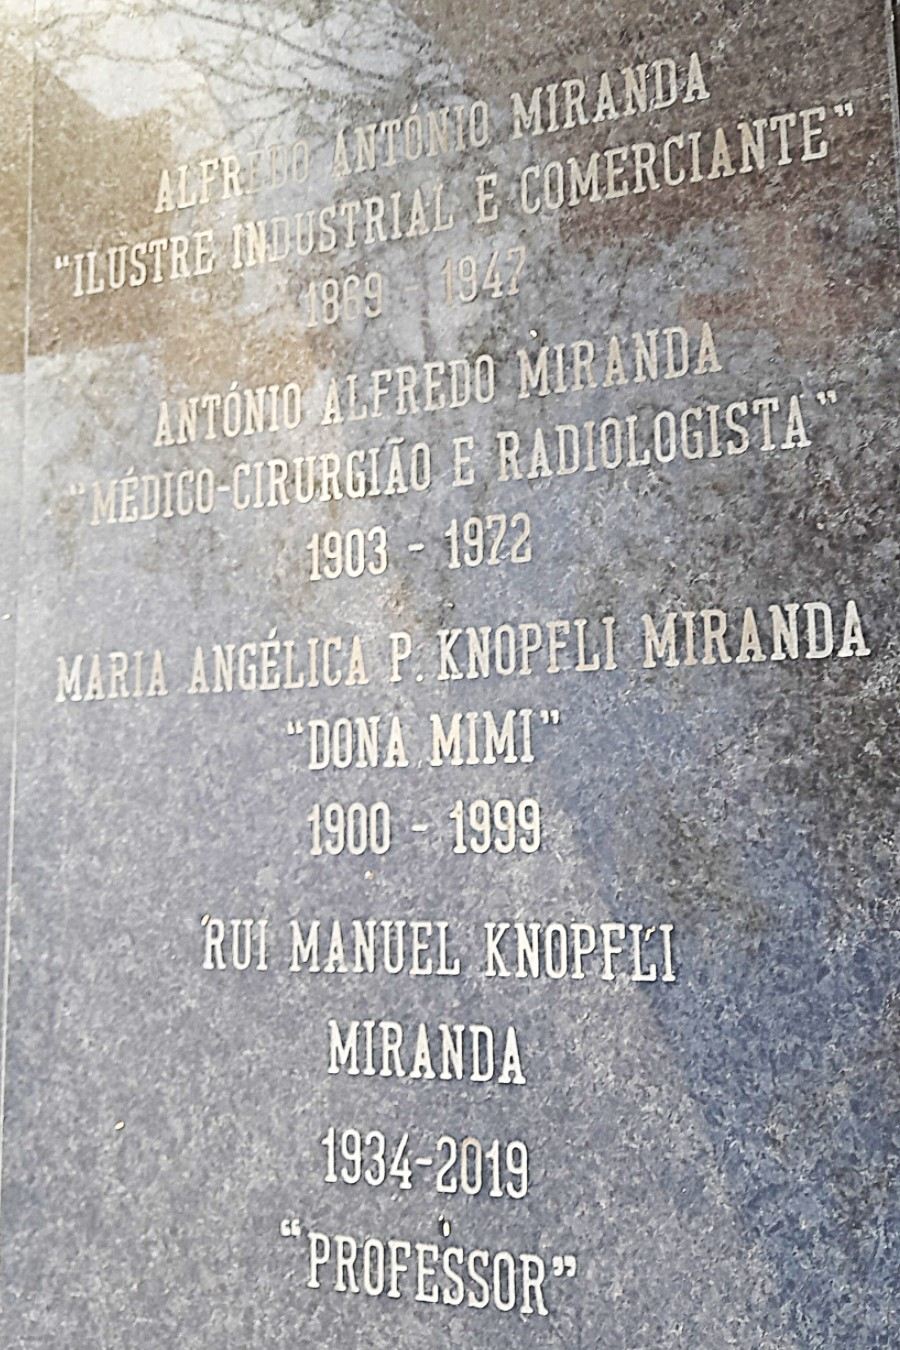 ALFREDO ANTÓNIO MIRANDA
"ILUSTRE INDUSTRIAL E COMERCIANTE"
1869 - 1947
ANTÓNIO ALFREDO MIRANDA
"MÉDICO-CIRURGIÃO E RADIOLOGISTA"
1903 - 1972
MARIA ANGÉLICA P. KNOPFLI MIRANDA
"DONA MIMI"
1900 - 1999
RUI MANUEL KNOPFLI
MIRANDA
1934-2019
"PROFESSOR"